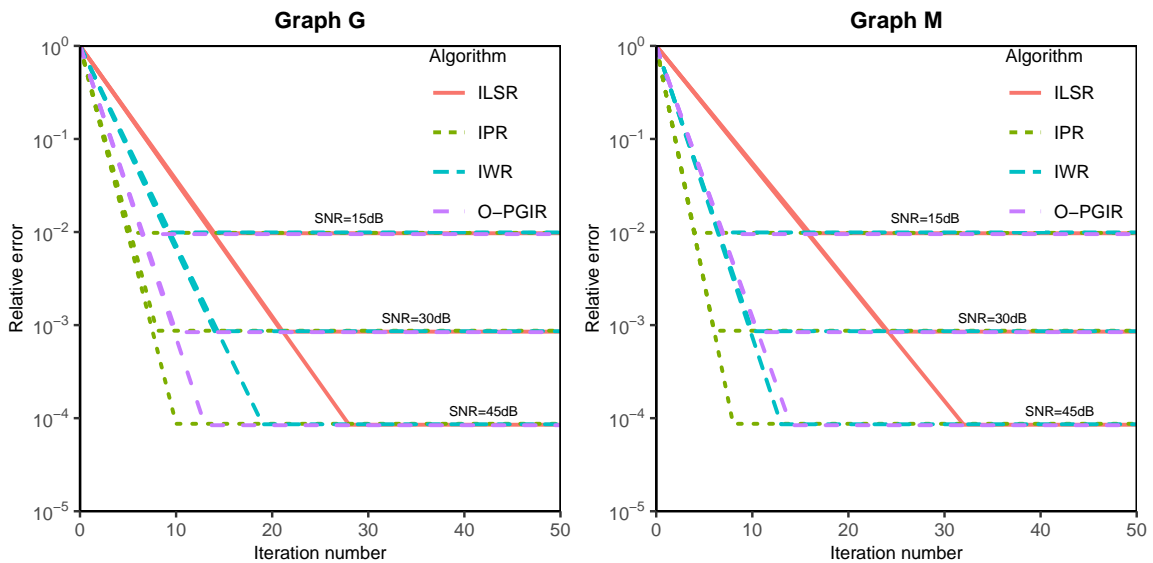 Graph G
Algorithm
ILSR
IPR
IWR
O−PGIR
SNR=15dB
SNR=30dB
SNR=45dB
10^0
10^−1
10^−2
10^−3
10^−4
10^−5
Relative error
0 10 20 30 40 50
Iteration number
Graph M
Algorithm
ILSR
IPR
IWR
O−PGIR
SNR=15dB
SNR=30dB
SNR=45dB
10^0
10^−1
10^−2
10^−3
10^−4
10^−5
Relative error
0 10 20 30 40 50
Iteration number